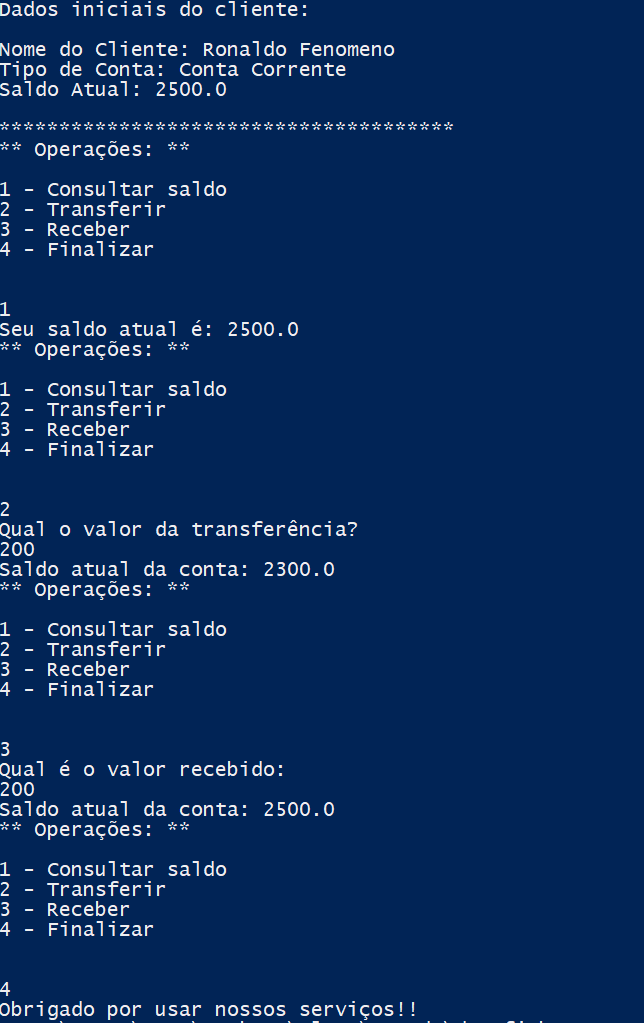 Dados iniciais do cliente:
Nome do Cliente: Ronaldo Fenomeno
Tipo de Conta: Conta Corrente
Saldo Atual: 2500.0
**************************************
** Operações: **
1 - Consultar saldo
2 - Transferir
3 - Receber
4 - Finalizar
1
Seu saldo atual é: 2500.0
** Operações: **
1 - Consultar saldo
2 - Transferir
3 - Receber
4 - Finalizar
2
Qual o valor da transferência?
200
Saldo atual da conta: 2300.0
** Operações: **
1 - Consultar saldo
2 - Transferir
3 - Receber
4 - Finalizar
3
Qual é o valor recebido:
200
Saldo atual da conta: 2500.0
** Operações: **
1 - Consultar saldo
2 - Transferir
3 - Receber
4 - Finalizar
4
Obrigado por usar nossos serviços!!